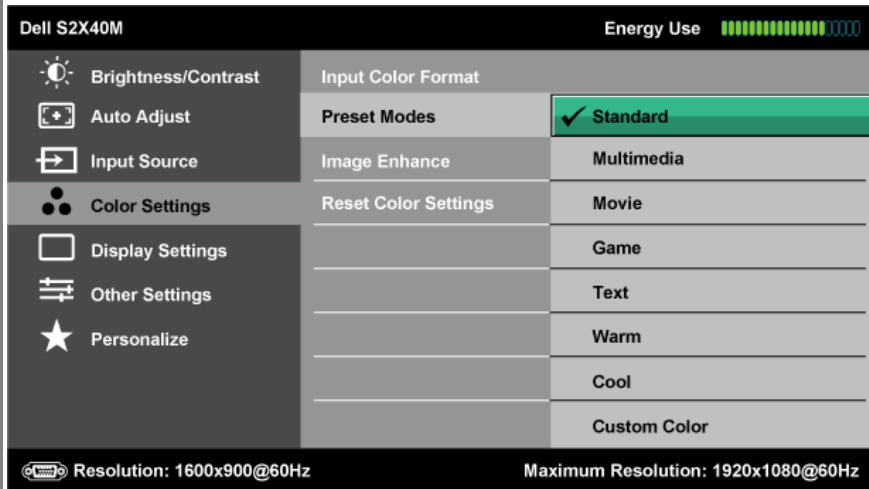 Dell S2X40M Energy Use
Brightness/Contrast Input Color Format
Auto Adjust Preset Modes Standard
Input Source Image Enhance Multimedia
Color Settings Reset Color Settings Movie
Display Settings Game
Other Settings Text
Personalize Warm
Cool
Custom Color
Resolution: 1600x900@60Hz Maximum Resolution: 1920x1080@60Hz